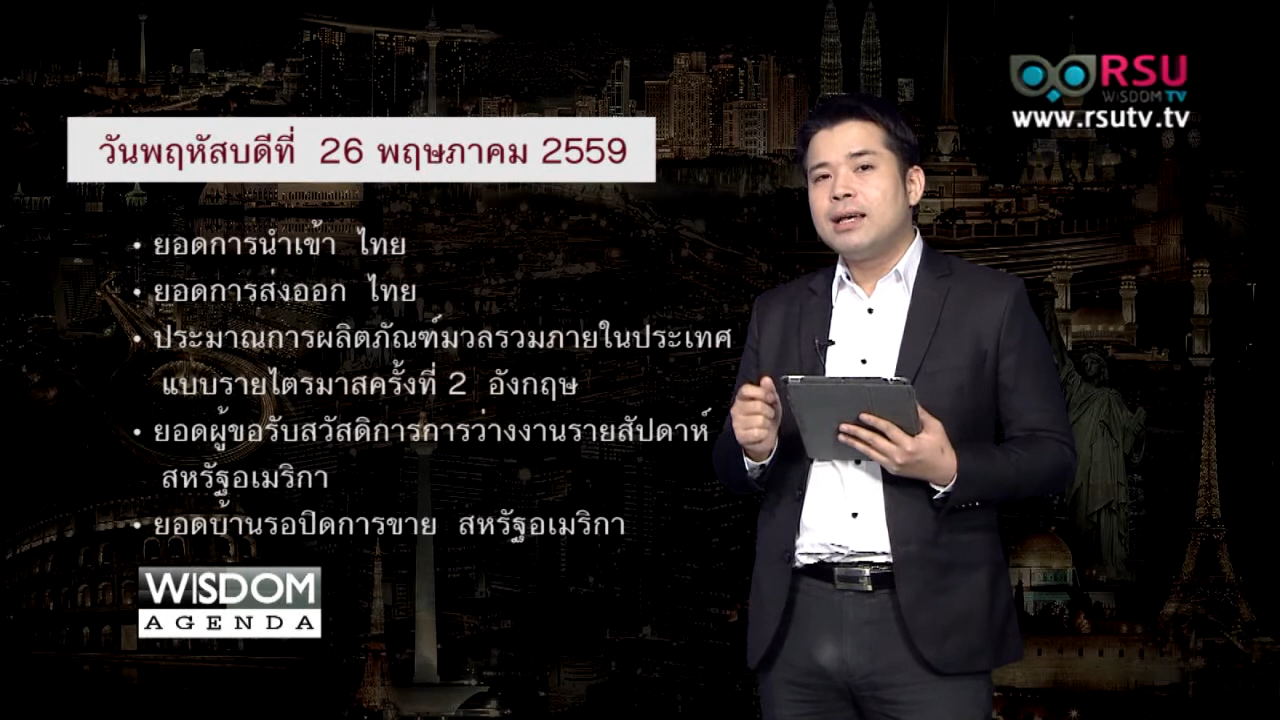 RSU
WISDOM TV
www.rsutv.tv
วันพฤหัสบดีที่ 26 พฤษภาคม 2559
• ยอดการนำเข้า ไทย
• ยอดการส่งออก ไทย
• ประมาณการผลิตภัณฑ์มวลรวมภายในประเทศ
แบบรายไตรมาสครั้งที่ 2 อังกฤษ
• ยอดผู้ขอรับสวัสดิการการว่างงานรายสัปดาห์
สหรัฐอเมริกา
• ยอดบ้านรอปิดการขาย สหรัฐอเมริกา
WISDOM
AGENDA